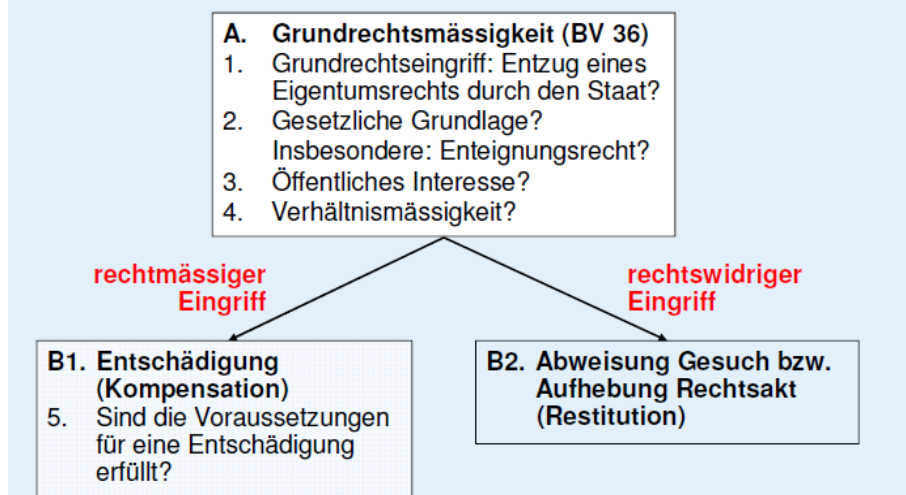 A. Grundrechtsmässigkeit (BV 36)
1. Grundrechtseingriff: Entzug eines
Eigentumsrechts durch den Staat?
2. Gesetzliche Grundlage?
Insbesondere: Enteignungsrecht?
3. Öffentliches Interesse?
4. Verhältnismässigkeit?
rechtmässiger
Eingriff
rechtswidriger
Eingriff
B1. Entschädigung
(Kompensation)
5. Sind die Voraussetzungen
für eine Entschädigung
erfüllt?
B2. Abweisung Gesuch bzw.
Aufhebung Rechtsakt
(Restitution)